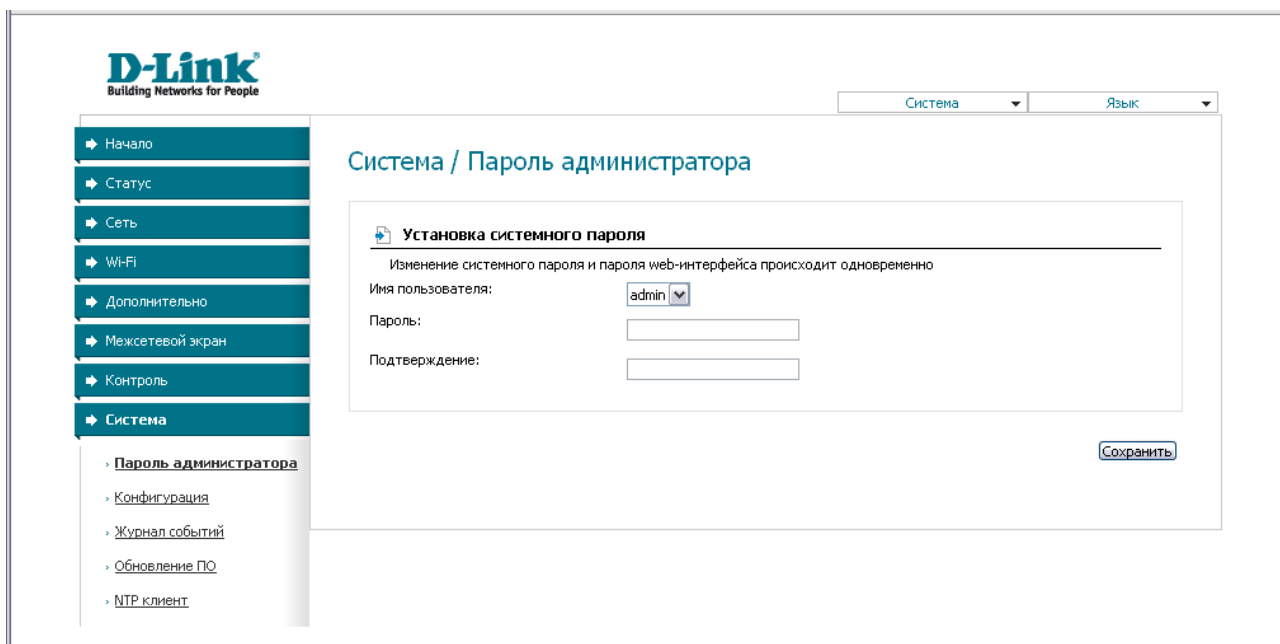 D-Link
Building Networks for People
Система
Язык
Начало
Статус
Сеть
Wi-Fi
Дополнительно
Межсетевой экран
Контроль
Система
Пароль администратора
Конфигурация
Журнал событий
Обновление ПО
NTP клиент
Система / Пароль администратора
Установка системного пароля
Изменение системного пароля и пароля web-интерфейса происходит одновременно
Имя пользователя: admin
Пароль:
Подтверждение:
Сохранить